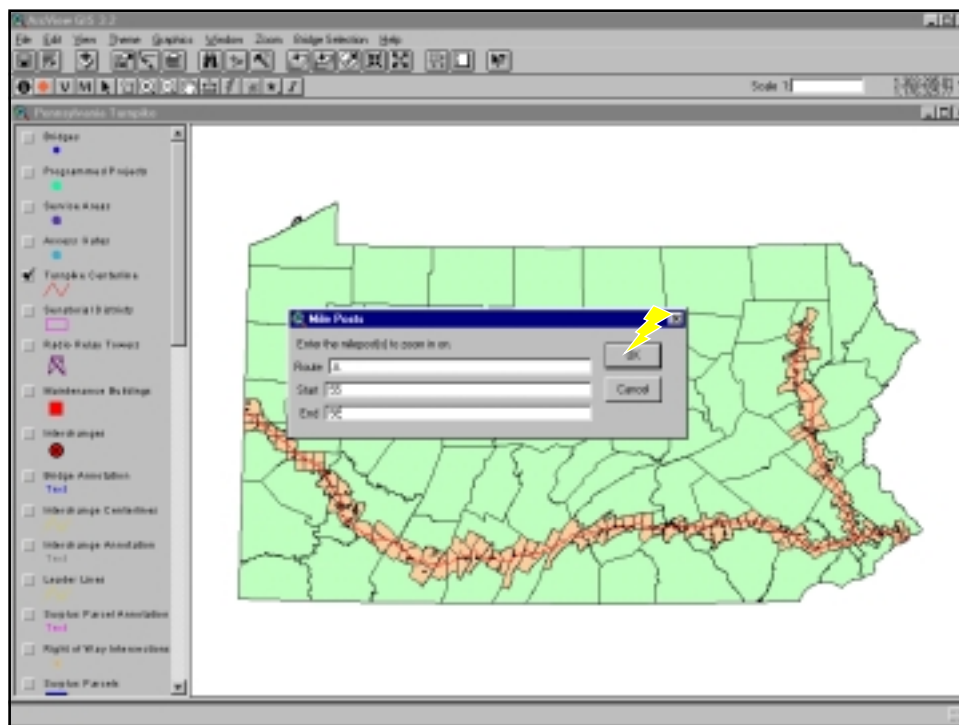 ArcView GIS 3.2
File Edit View Theme Graphics Window Zoom Bridge Selection Help
Scale 1:
Pennsylvania Turnpike
Bridges
Programmed Projects
Service Areas
Access Gates
Turnpike Centerline
Senatorial Districts
Radio Relay Towers
Maintenance Buildings
Interchanges
Bridge Annotation
Text
Interchange Centerlines
Interchange Annotation
Text
Leader Lines
Surplus Parcel Annotation
Text
Right of Way Intersections
Surplus Parcels
Mile Posts
Enter the milepost(s) to zoom in on.
Route A
Start
End
OK
Cancel